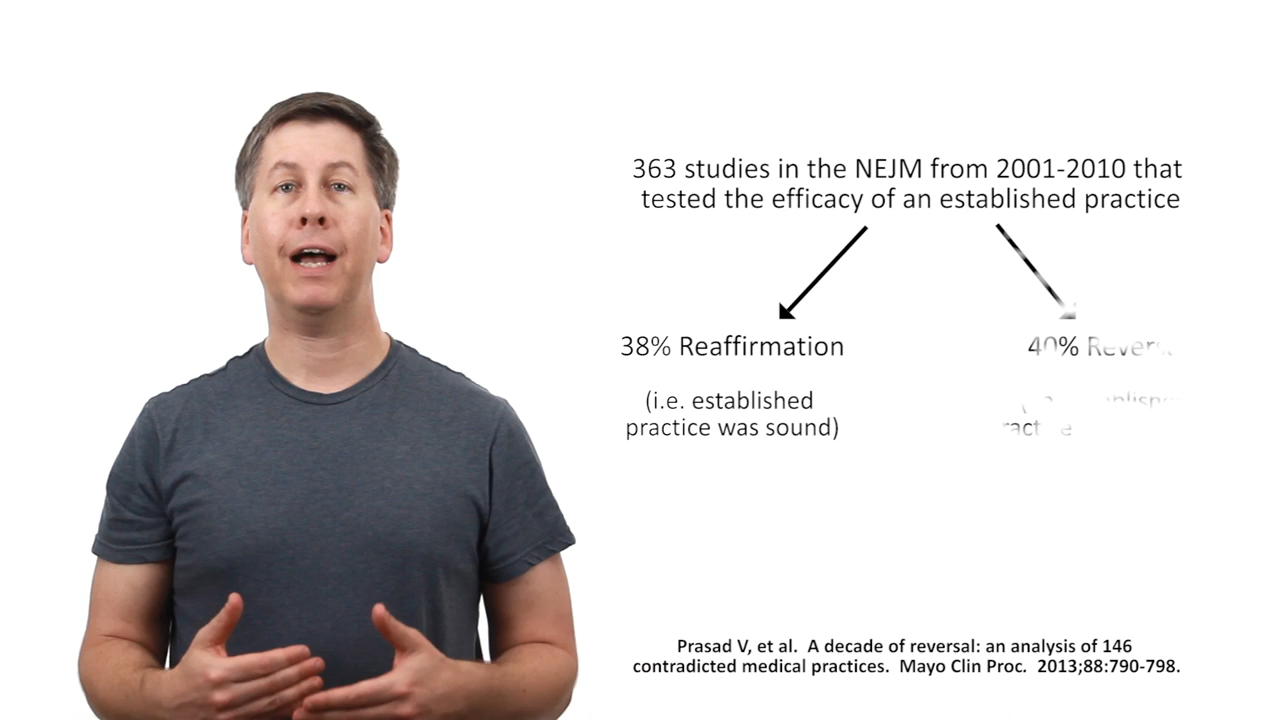 363 studies in the NEJM from 2001-2010 that
tested the efficacy of an established practice
38% Reaffirmation
40%
(i.e. established
practice was sound)
Prasad V, et al. A decade of reversal: an analysis of 146
contradicted medical practices. Mayo Clin Proc. 2013;88:790-798.